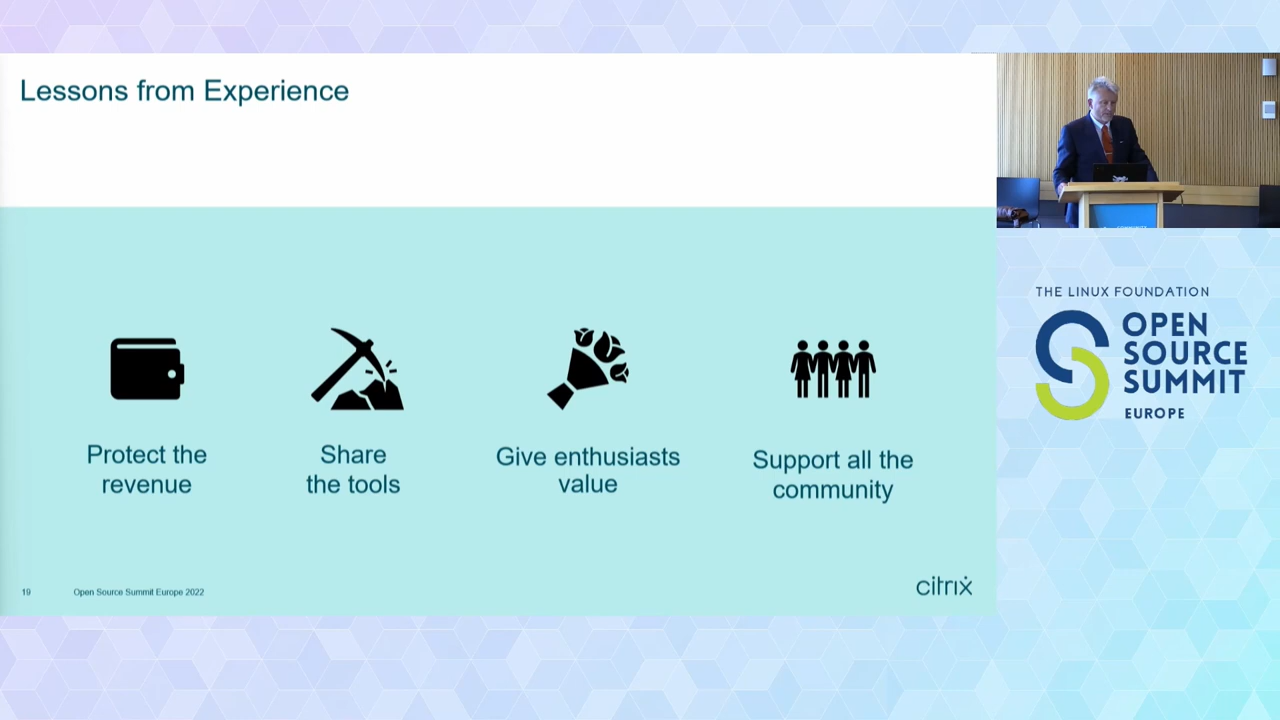 Lessons from Experience
Protect the
revenue
Share
the tools
Give enthusiasts
value
Support all the
community
19
Open Source Summit Europe 2022
citrix
THE LINUX FOUNDATION
OPEN
SOURCE
SUMMIT
EUROPE